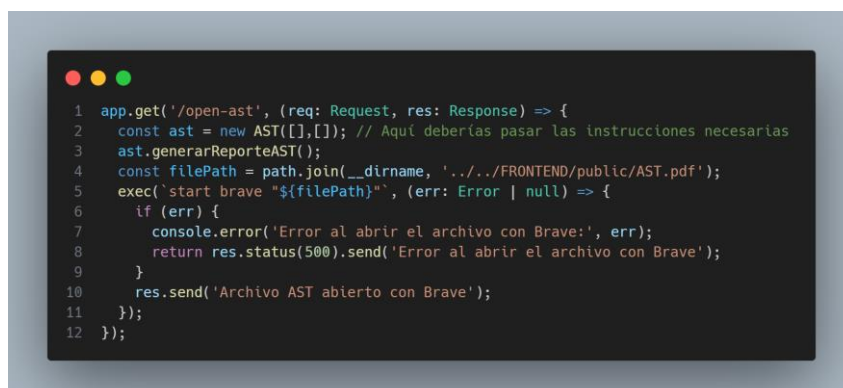 1 app.get('/open-ast', (req: Request, res: Response) => {
2 const ast = new AST([],[]); // Aquí deberías pasar las instrucciones necesarias
3 ast.generarReporteAST();
4 const filePath = path.join(__dirname, '../../FRONTEND/public/AST.pdf');
5 exec(`start brave "${filePath}"`, (err: Error | null) => {
6 if (err) {
7 console.error('Error al abrir el archivo con Brave:', err);
8 return res.status(500).send('Error al abrir el archivo con Brave');
9 }
10 res.send('Archivo AST abierto con Brave');
11 });
12 });